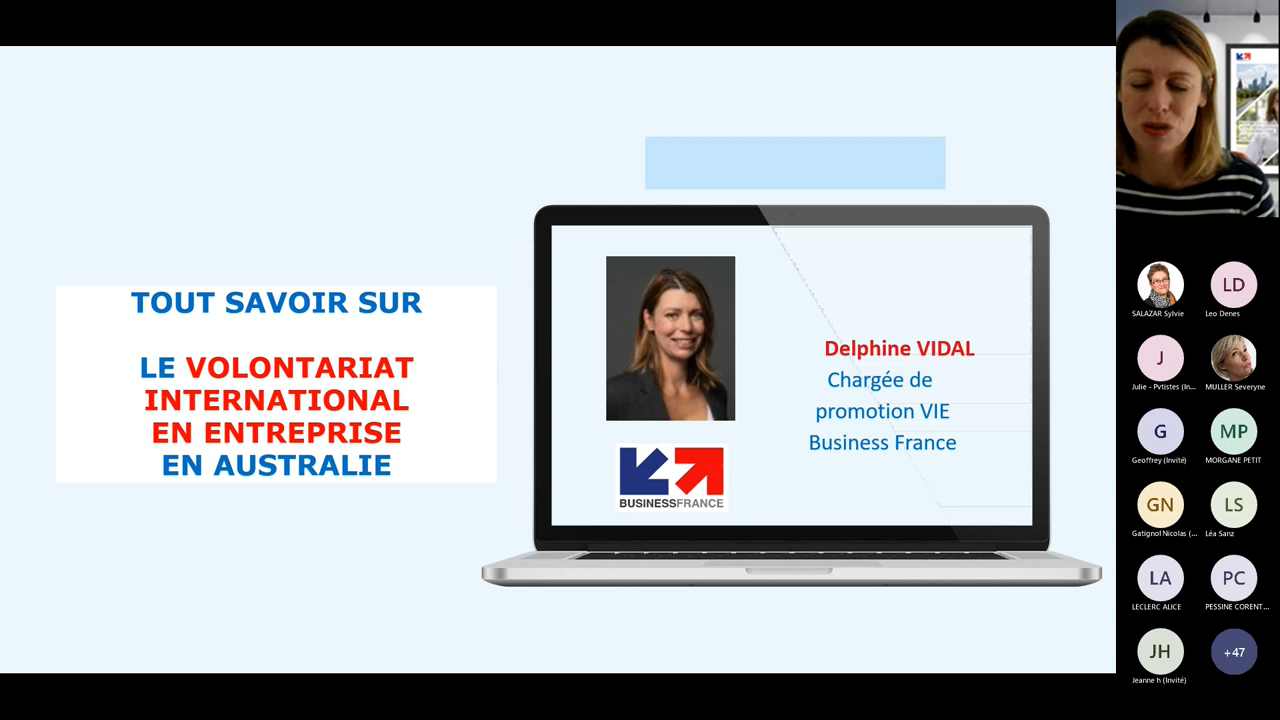 TOUT SAVOIR SUR
LE VOLONTARIAT
INTERNATIONAL
EN ENTREPRISE
EN AUSTRALIE
Delphine VIDAL
Chargée de
promotion VIE
Business France
BUSINESSFRANCE
SALAZAR Sylvie
LD
Leo Denes
J
Julie - Pvtistes (In...
MULLER Severyne
G
Geoffrey (Invité)
MP
MORGANE PETIT
GN
Gatignol Nicolas (...
LS
Léa Sanz
LA
LECLERC ALICE
PC
PESSINE CORENT...
JH
Jeanne h (Invité)
+47